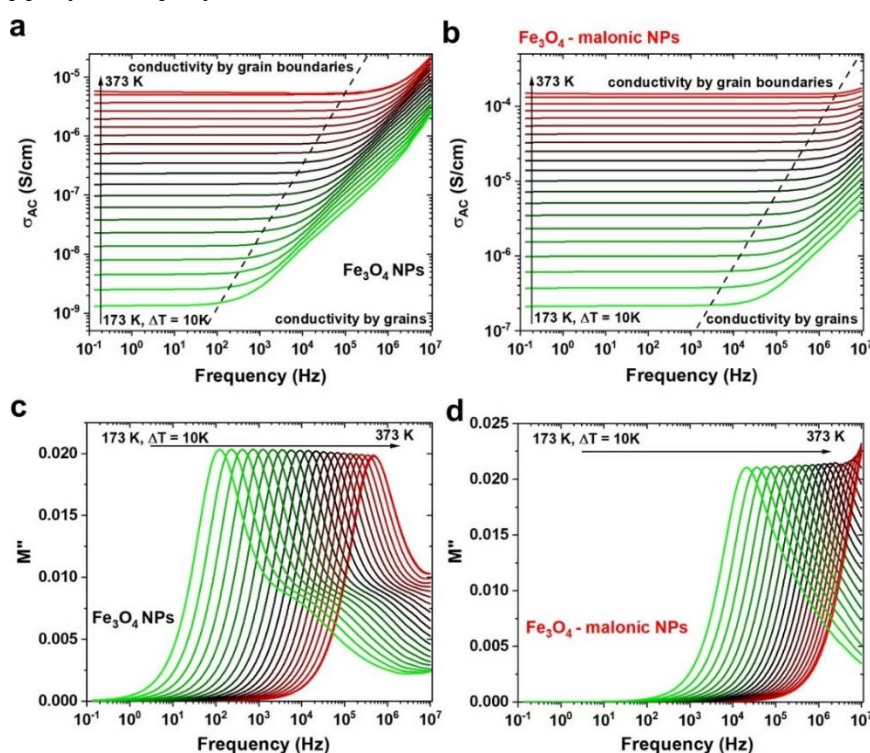 a
conductivity by grain boundaries
373 K
σAC (S/cm)
10⁻⁵
10⁻⁶
10⁻⁷
10⁻⁸
10⁻⁹
Fe₃O₄ NPs
173 K, ΔT = 10K
conductivity by grains
10⁻¹ 10⁰ 10¹ 10² 10³ 10⁴ 10⁵ 10⁶ 10⁷
Frequency (Hz)
b
Fe₃O₄ - malonic NPs
conductivity by grain boundaries
373 K
σAC (S/cm)
10⁻⁴
10⁻⁵
10⁻⁶
10⁻⁷
173 K, ΔT = 10K
conductivity by grains
10⁻¹ 10⁰ 10¹ 10² 10³ 10⁴ 10⁵ 10⁶ 10⁷
Frequency (Hz)
c
173 K, ΔT = 10K
373 K
M"
0.020
0.015
0.010
0.005
0.000
Fe₃O₄ NPs
10⁻¹ 10⁰ 10¹ 10² 10³ 10⁴ 10⁵ 10⁶ 10⁷
Frequency (Hz)
d
0.025
173 K, ΔT = 10K
373 K
M"
0.020
0.015
0.010
0.005
0.000
Fe₃O₄ - malonic NPs
10⁻¹ 10⁰ 10¹ 10² 10³ 10⁴ 10⁵ 10⁶ 10⁷
Frequency (Hz)